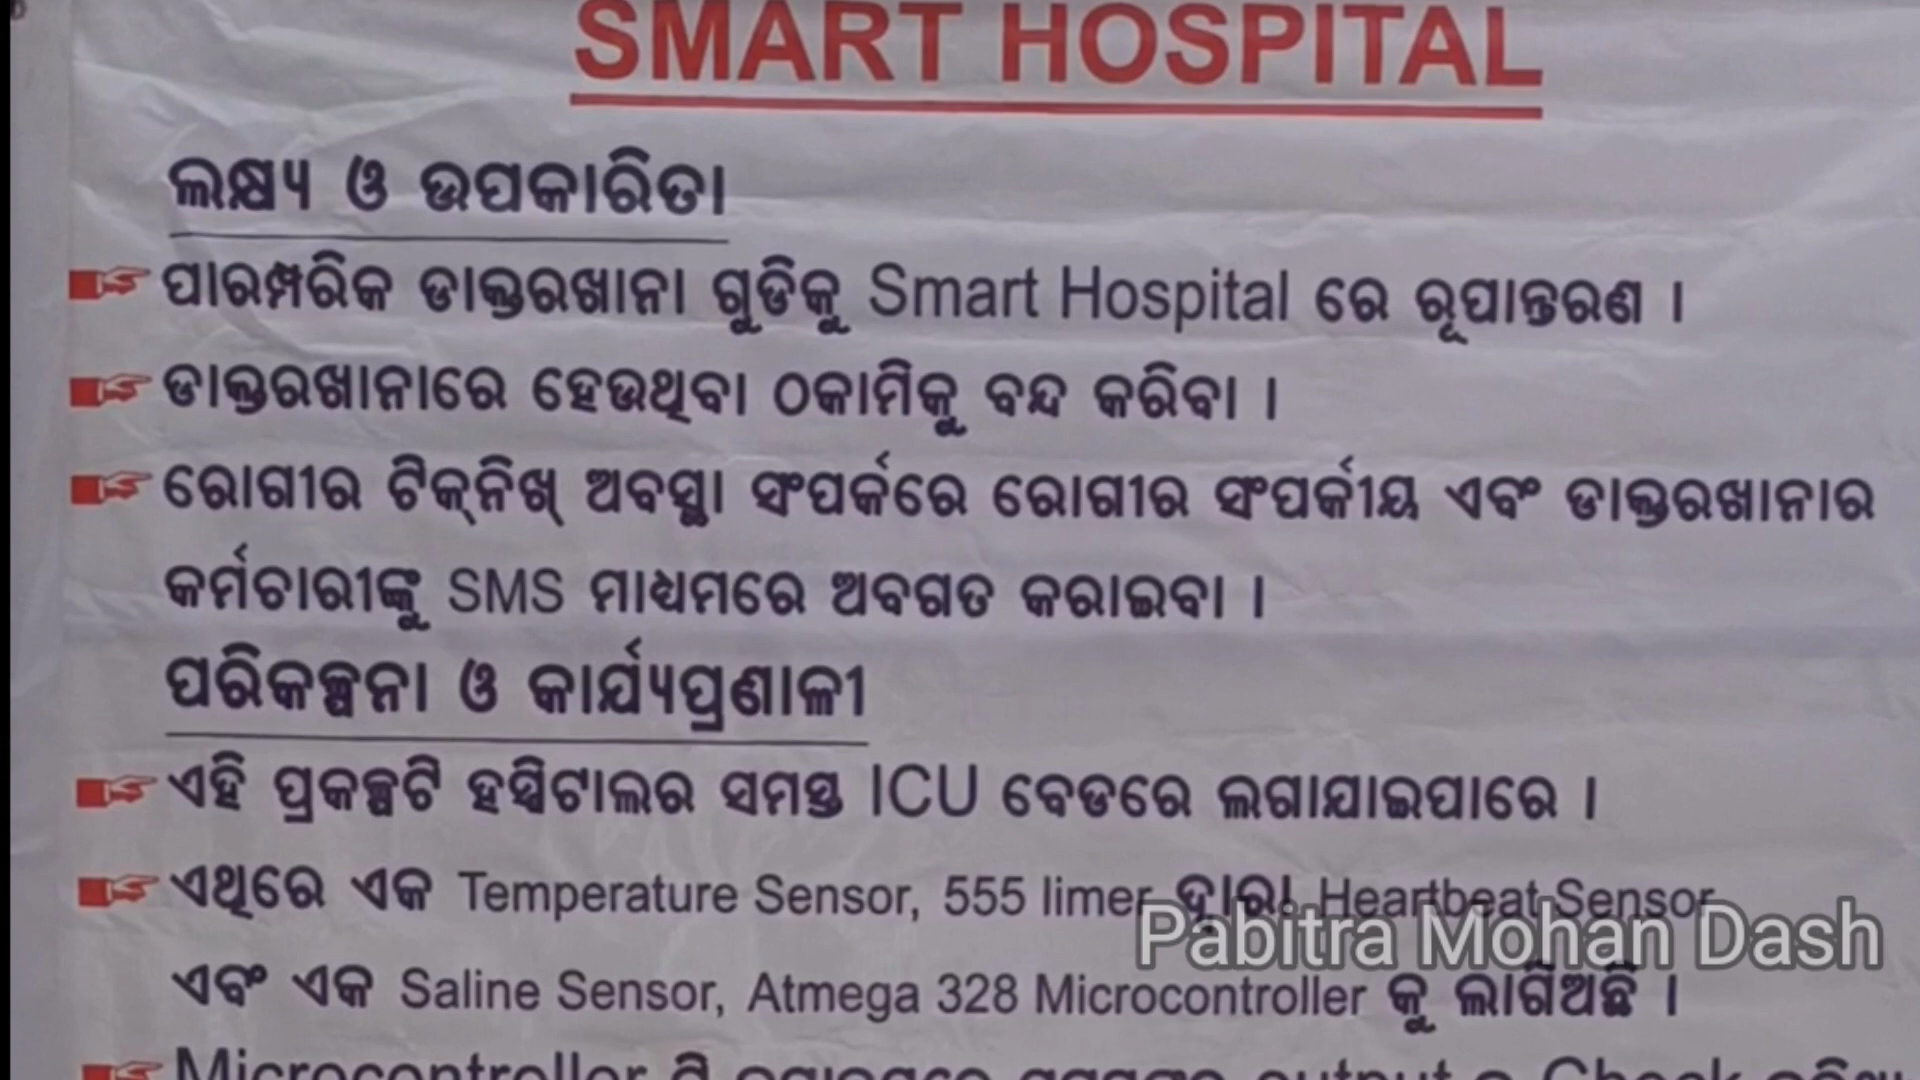 SMART HOSPITAL
ଲକ୍ଷ୍ୟ ଓ ଉପକାରିତା
ପାରମ୍ପରିକ ଡାକ୍ତରଖାନା ଗୁଡିକୁ Smart Hospital ରେ ରୂପାନ୍ତରଣ ।
ଡାକ୍ତରଖାନାରେ ହେଉଥିବା ଠକାମିକୁ ବନ୍ଦ କରିବା ।
ରୋଗୀର ଟିକ୍‌ନିଖି ଅବସ୍ଥା ସଂପର୍କରେ ରୋଗୀର ସଂପର୍କୀୟ ଏବଂ ଡାକ୍ତରଖାନାର
କର୍ମଚାରୀଙ୍କୁ SMS ମାଧ୍ୟମରେ ଅବଗତ କରାଇବା ।
ପରିକଳ୍ପନା ଓ କାର୍ଯ୍ୟପ୍ରଣାଳୀ
ଏହି ପ୍ରକଳ୍ପଟି ହସ୍ପିଟାଲର ସମସ୍ତ ICU ବେଡରେ ଲଗାଯାଇପାରେ ।
ଏଥିରେ ଏକ Temperature Sensor, 555 limer ଦ୍ୱାରା Heartbeat Sensor
Pabitra Mohan Dash
ଏବଂ ଏକ Saline Sensor, Atmega 328 Microcontroller କୁ ଲାଗିଅଛି ।
Microcontroller output Check